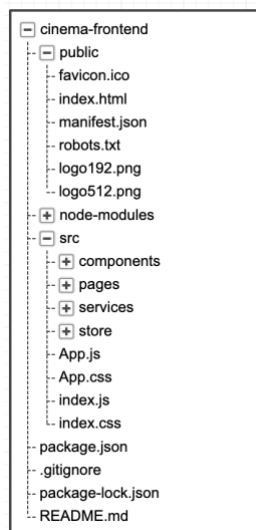 cinema-frontend
public
favicon.ico
index.html
manifest.json
robots.txt
logo192.png
logo512.png
node-modules
src
components
pages
services
store
App.js
App.css
index.js
index.css
package.json
.gitignore
package-lock.json
README.md